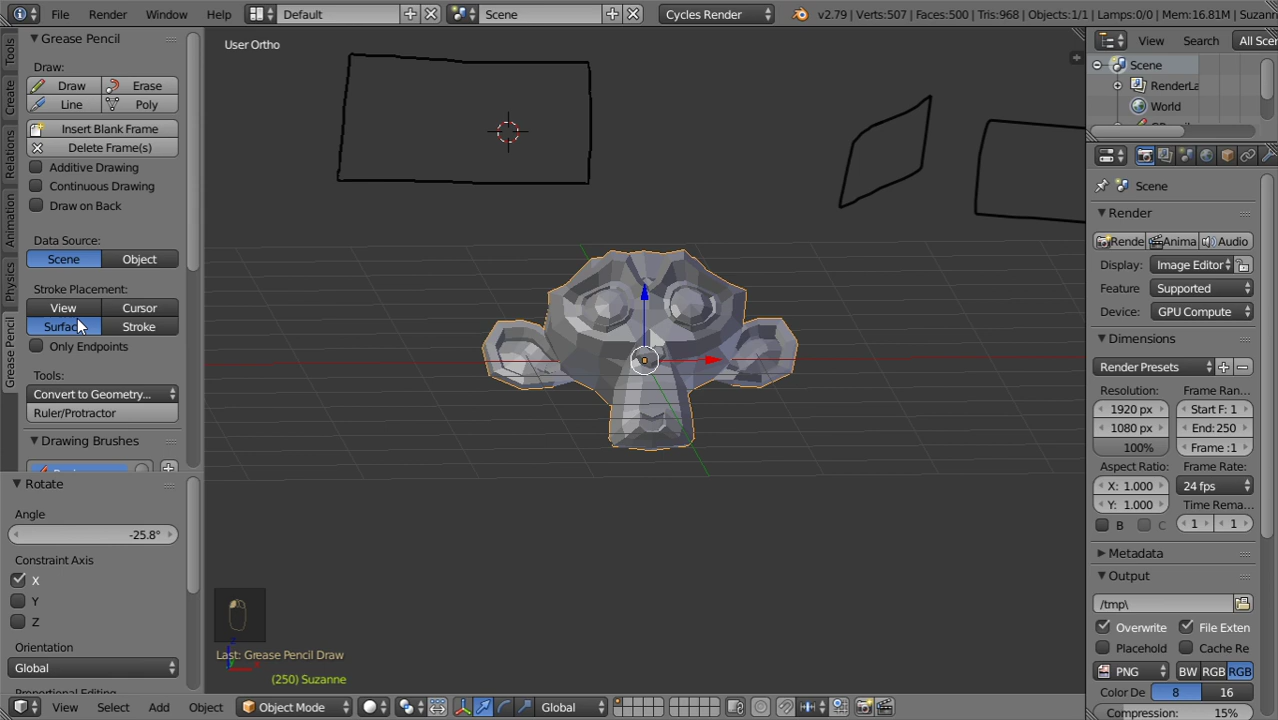 File Render Window Help Default Scene Cycles Render v2.79 | Verts:507 | Faces:500 | Tris:968 | Objects:1/1 | Lamps:0/0 | Mem:16.81M | Suzann
Tools
Create
Relations
Animation
Physics
Grease Pencil
Grease Pencil
Draw:
Draw Erase
Line Poly
Insert Blank Frame
Delete Frame(s)
Additive Drawing
Continuous Drawing
Draw on Back
Data Source:
Scene Object
Stroke Placement:
View Cursor
Surfac Stroke
Only Endpoints
Tools:
Convert to Geometry...
Ruler/Protractor
Drawing Brushes
Rotate
Angle
-25.8°
Constraint Axis
X
Y
Z
Orientation
Global
User Ortho
Last: Grease Pencil Draw
(250) Suzanne
View Select Add Object Object Mode Global
View Search All Sce
Scene
RenderLa
World
Scene
Render
Rende Anima Audio
Display: Image Editor
Feature Supported
Device: GPU Compute
Dimensions
Render Presets
Resolution: Frame Ran...
1920 px Start F: 1
1080 px End: 250
100% Frame :1
Aspect Ratio: Frame Rate:
X: 1.000 24 fps
Y: 1.000 Time Rema...
B C 1 1
Metadata
Output
/tmp\
Overwrite File Exten
Placehold Cache Re
PNG BW RGB RGB
Color De 8 16
Compression: 15%